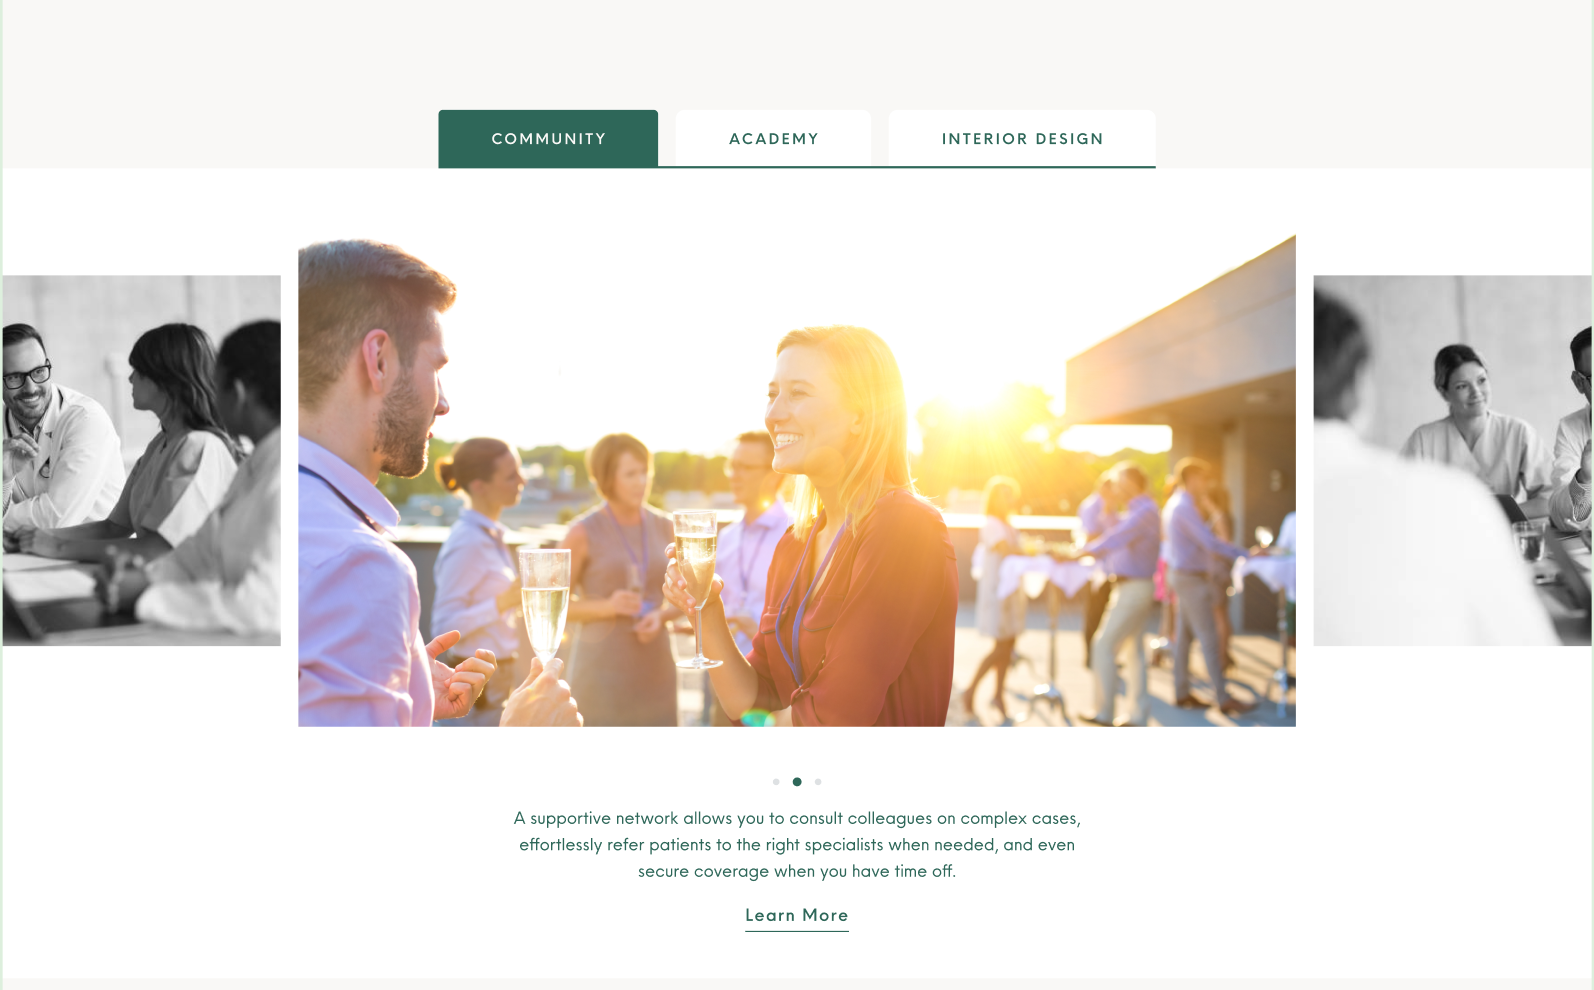 COMMUNITY
ACADEMY
INTERIOR DESIGN
A supportive network allows you to consult colleagues on complex cases,
effortlessly refer patients to the right specialists when needed, and even
secure coverage when you have time off.
Learn More